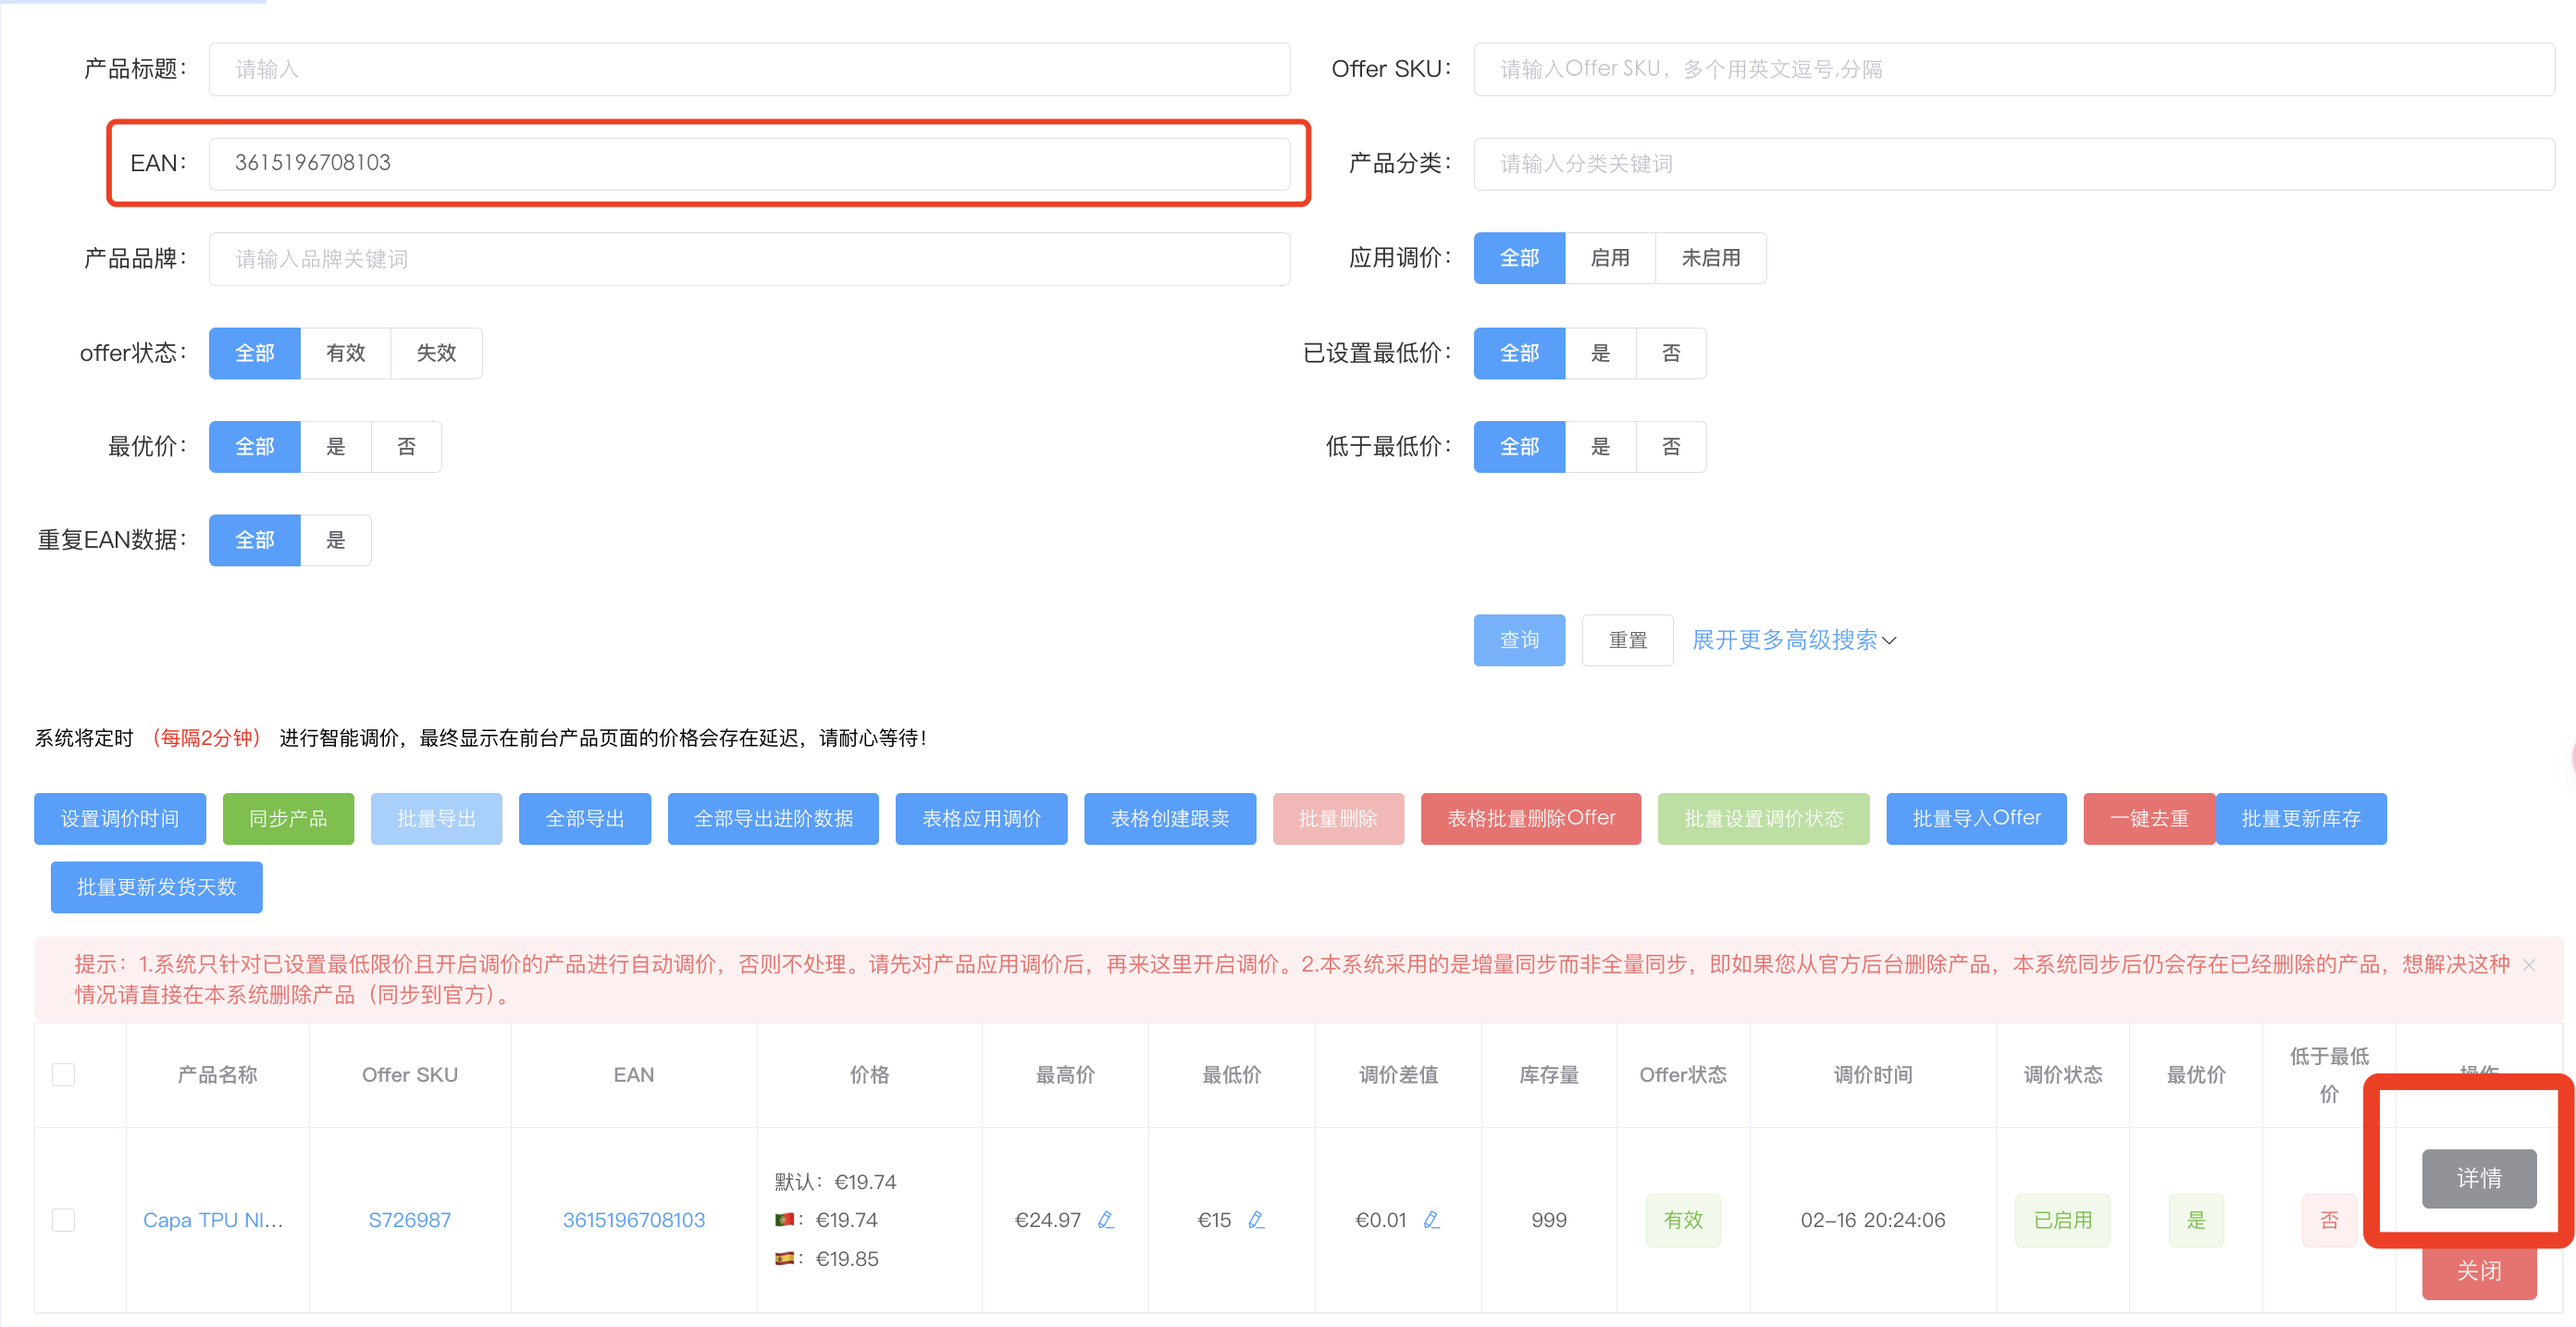 产品标题： 请输入 Offer SKU： 请输入Offer SKU，多个用英文逗号,分隔
EAN： 3615196708103 产品分类： 请输入分类关键词
产品品牌： 请输入品牌关键词 应用调价： 全部 启用 未启用
offer状态： 全部 有效 失效 已设置最低价： 全部 是 否
最优价： 全部 是 否 低于最低价： 全部 是 否
重复EAN数据： 全部 是
查询 重置 展开更多高级搜索
系统将定时 （每隔2分钟） 进行智能调价，最终显示在前台产品页面的价格会存在延迟，请耐心等待！
设置调价时间 同步产品 批量导出 全部导出 全部导出进阶数据 表格应用调价 表格创建跟卖 批量删除 表格批量删除Offer 批量设置调价状态 批量导入Offer 一键去重 批量更新库存
批量更新发货天数
提示：1.系统只针对已设置最低限价且开启调价的产品进行自动调价，否则不处理。请先对产品应用调价后，再来这里开启调价。2.本系统采用的是增量同步而非全量同步，即如果您从官方后台删除产品，本系统同步后仍会存在已经删除的产品，想解决这种
情况请直接在本系统删除产品（同步到官方）。
产品名称 Offer SKU EAN 价格 最高价 最低价 调价差值 库存量 Offer状态 调价时间 调价状态 最优价 低于最低价 操作
Capa TPU NI... S726987 3615196708103 默认：€19.74 €24.97 €15 €0.01 999 有效 02-16 20:24:06 已启用 是 否 详情
：€19.74
：€19.85
关闭